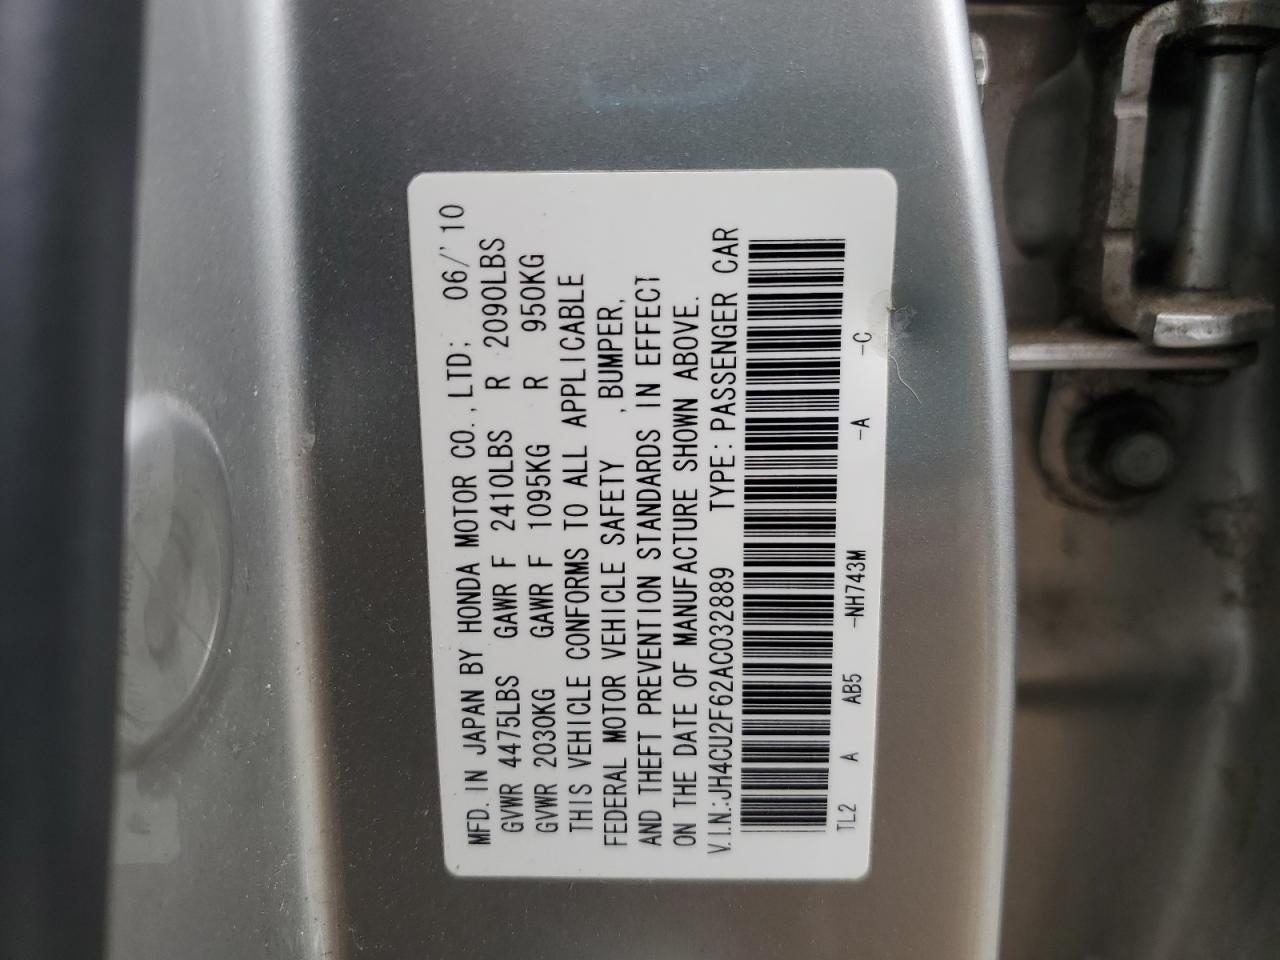 MFD. IN JAPAN BY HONDA MOTOR CO., LTD; 06/'10
GVWR 4475LBS GAWR F 2410LBS R 2090LBS
GVWR 2030KG GAWR F 1095KG R 950KG
THIS VEHICLE CONFORMS TO ALL APPLICABLE
FEDERAL MOTOR VEHICLE SAFETY , BUMPER,
AND THEFT PREVENTION STANDARDS IN EFFECT
ON THE DATE OF MANUFACTURE SHOWN ABOVE.
V.I.N.:JH4CU2F62AC032889 TYPE:PASSENGER CAR
TL2 A AB5 -NH743M -A -C